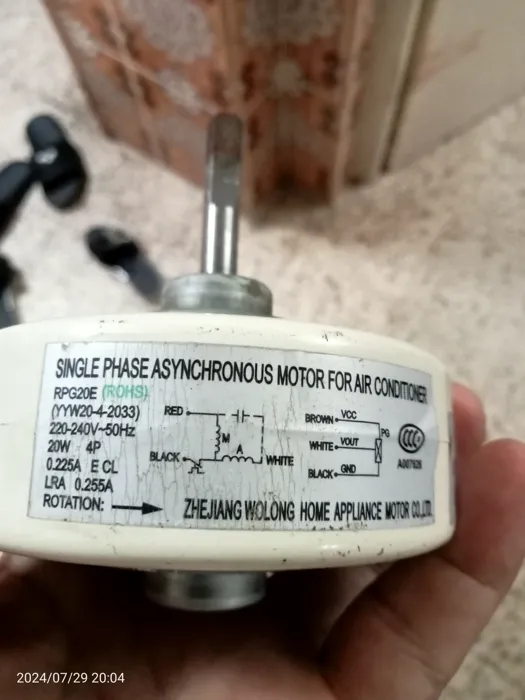 SINGLE PHASE ASYNCHRONOUS MOTOR FOR AIR CONDITIONER
RPG20E (ROHS)
(YYW20-4-2033)
220-240V~50Hz
20W 4P
0.225A E CL
LRA 0.255A
ROTATION:
RED
M
A
BLACK
WHITE
BROWN VCC
PG
WHITE VOUT
BLACK GND
CCC
A007926
ZHEJIANG WOLONG HOME APPLIANCE MOTOR CO.,LTD.
2024/07/29 20:04